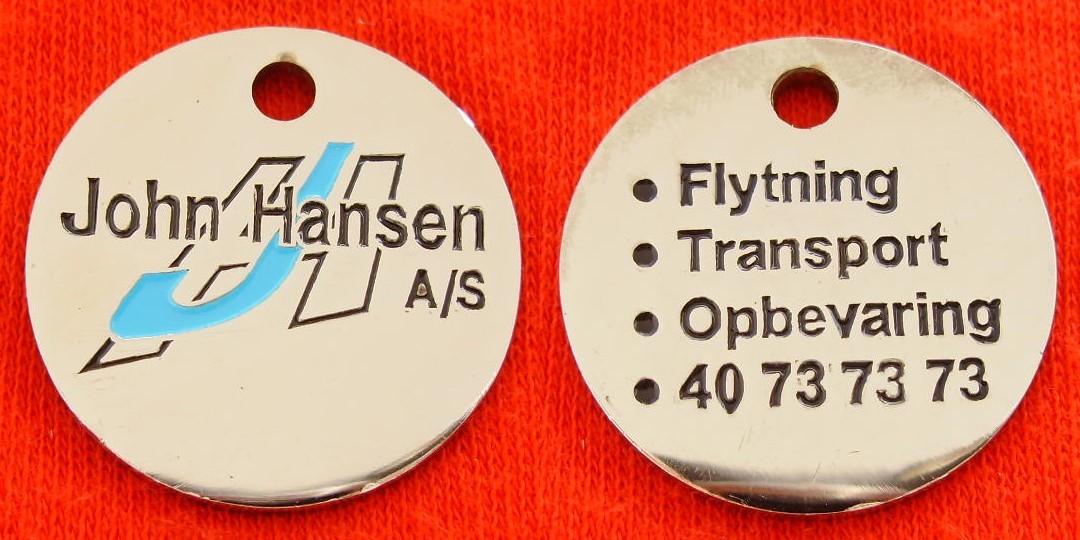 John Hansen
A/S
• Flytning
• Transport
• Opbevaring
• 40 73 73 73